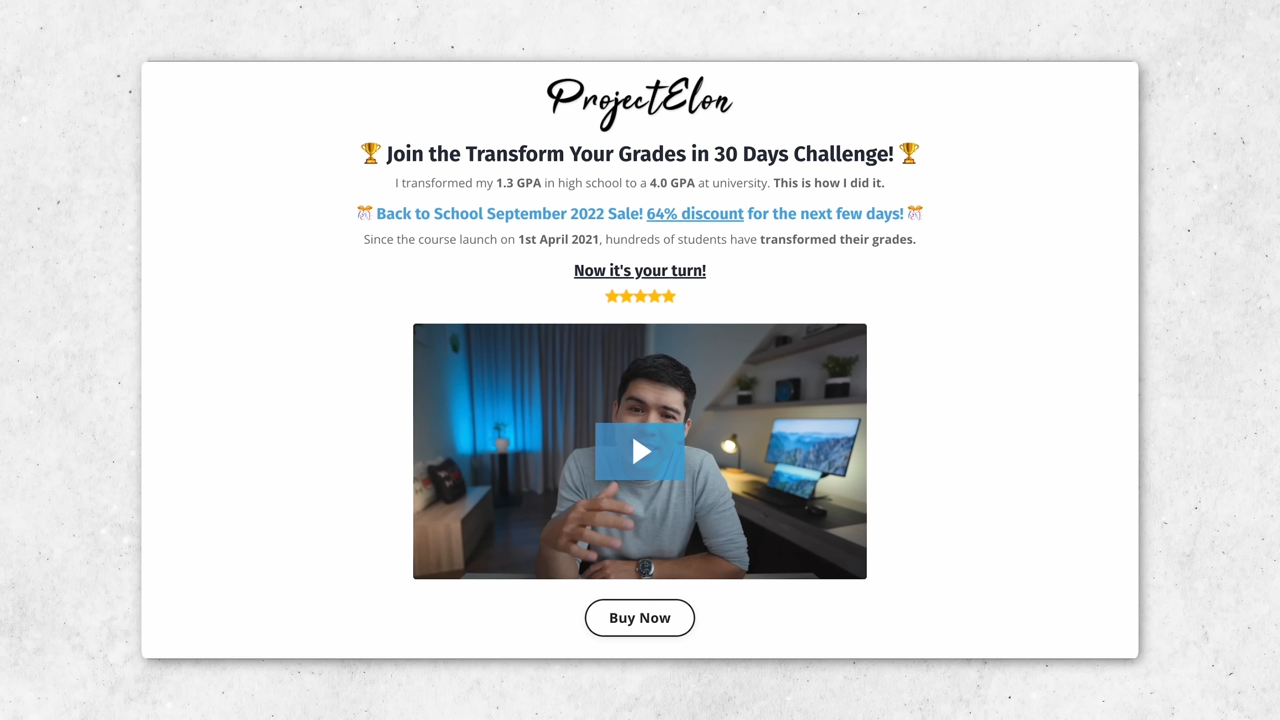 ProjectElon
🏆 Join the Transform Your Grades in 30 Days Challenge! 🏆
I transformed my 1.3 GPA in high school to a 4.0 GPA at university. This is how I did it.
🎊 Back to School September 2022 Sale! 64% discount for the next few days! 🎊
Since the course launch on 1st April 2021, hundreds of students have transformed their grades.
Now it's your turn!
⭐⭐⭐⭐⭐
Buy Now